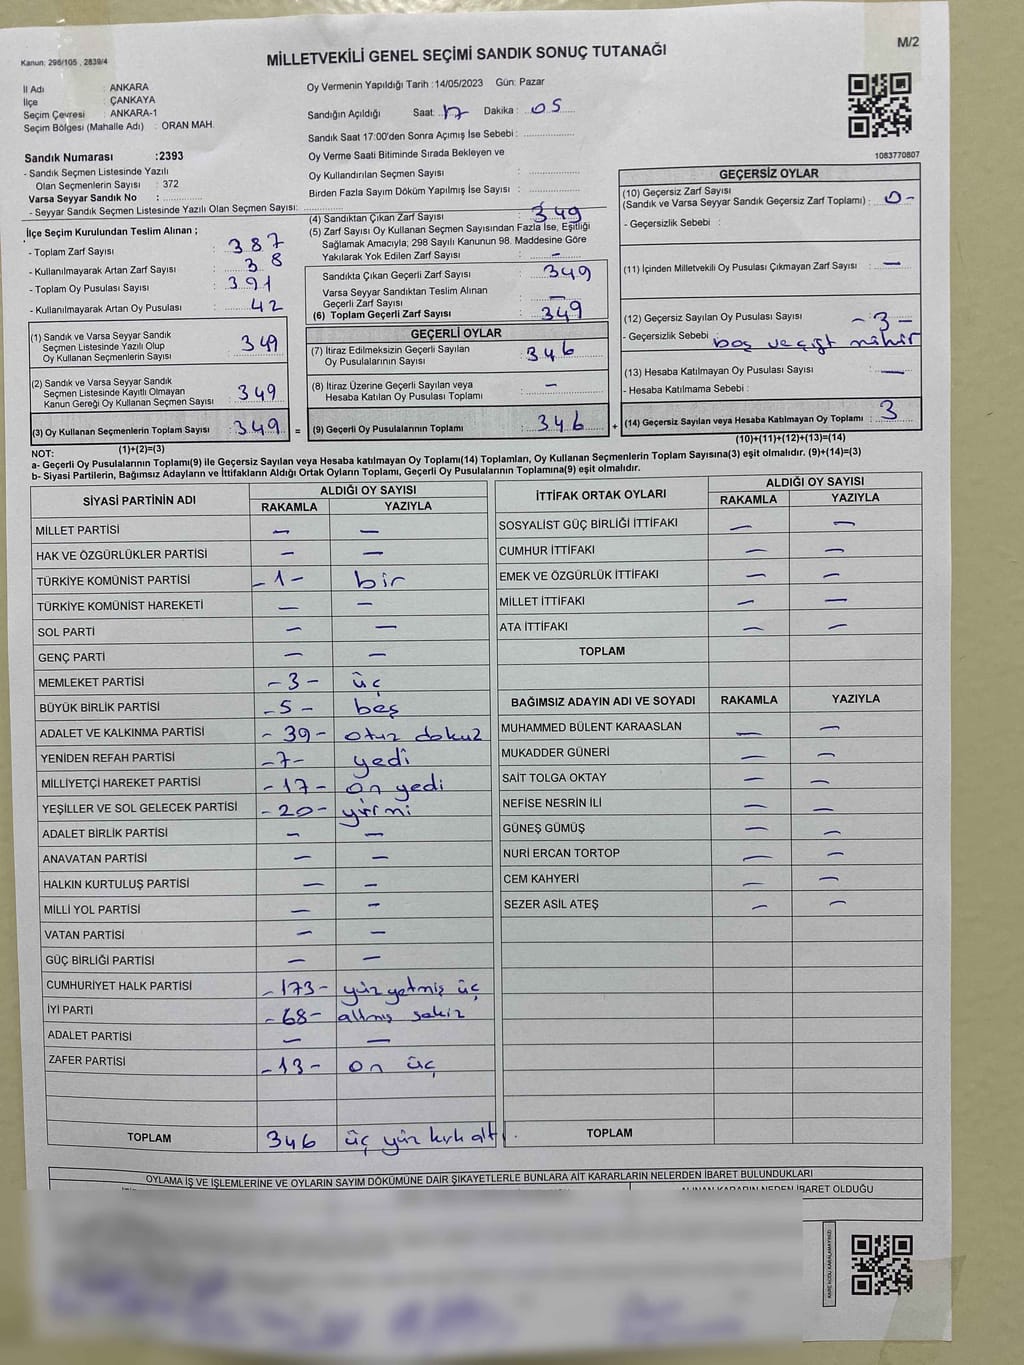 Kanun: 298/105 , 2839/4
MİLLETVEKİLİ GENEL SEÇİMİ SANDIK SONUÇ TUTANAĞI
M/2
İl Adı : ANKARA
İlçe : ÇANKAYA
Seçim Çevresi : ANKARA-1
Seçim Bölgesi (Mahalle Adı) : ORAN MAH.
Oy Vermenin Yapıldığı Tarih :14/05/2023 Gün: Pazar
Sandığın Açıldığı Saat: 17 Dakika : 05
Sandık Saat 17:00'den Sonra Açımış İse Sebebi :
Oy Verme Saati Bitiminde Sırada Bekleyen ve
Oy Kullandırılan Seçmen Sayısı :
Birden Fazla Sayım Döküm Yapılmış İse Sayısı :
1083770807
Sandık Numarası :2393
- Sandık Seçmen Listesinde Yazılı
Olan Seçmenlerin Sayısı : 372
Varsa Seyyar Sandık No :
- Seyyar Sandık Seçmen Listesinde Yazılı Olan Seçmen Sayısı:
İlçe Seçim Kurulundan Teslim Alınan ;
- Toplam Zarf Sayısı : 387
- Kullanılmayarak Artan Zarf Sayısı : 38
- Toplam Oy Pusulası Sayısı : 391
- Kullanılmayarak Artan Oy Pusulası : 42
(1) Sandık ve Varsa Seyyar Sandık
Seçmen Listesinde Yazılı Olup
Oy Kullanan Seçmenlerin Sayısı : 349
(2) Sandık ve Varsa Seyyar Sandık
Seçmen Listesinde Kayıtlı Olmayan
Kanun Gereği Oy Kullanan Seçmen Sayısı : 349
(3) Oy Kullanan Seçmenlerin Toplam Sayısı : 349 =
(1)+(2)=(3)
(4) Sandıktan Çıkan Zarf Sayısı : 349
(5) Zarf Sayısı Oy Kullanan Seçmen Sayısından Fazla İse, Eşitliği
Sağlamak Amacıyla; 298 Sayılı Kanunun 98. Maddesine Göre
Yakılarak Yok Edilen Zarf Sayısı : —
Sandıkta Çıkan Geçerli Zarf Sayısı : 349
Varsa Seyyar Sandıktan Teslim Alınan
Geçerli Zarf Sayısı : —
(6) Toplam Geçerli Zarf Sayısı : 349
GEÇERLİ OYLAR
(7) İtiraz Edilmeksizin Geçerli Sayılan
Oy Pusulalarının Sayısı : 346
(8) İtiraz Üzerine Geçerli Sayılan veya
Hesaba Katılan Oy Pusulası Toplamı : —
(9) Geçerli Oy Pusulalarının Toplamı : 346 +
GEÇERSİZ OYLAR
(10) Geçersiz Zarf Sayısı
(Sandık ve Varsa Seyyar Sandık Geçersiz Zarf Toplamı) : 0-
- Geçersizlik Sebebi :
(11) İçinden Milletvekili Oy Pusulası Çıkmayan Zarf Sayısı : —
(12) Geçersiz Sayılan Oy Pusulası Sayısı -3-
- Geçersizlik Sebebi : boş ve çift mühür
(13) Hesaba Katılmayan Oy Pusulası Sayısı : —
- Hesaba Katılmama Sebebi :
(14) Geçersiz Sayılan veya Hesaba Katılmayan Oy Toplamı : 3
(10)+(11)+(12)+(13)=(14)
NOT:
a- Geçerli Oy Pusulalarının Toplamı(9) ile Geçersiz Sayılan veya Hesaba katılmayan Oy Toplamı(14) Toplamları, Oy Kullanan Seçmenlerin Toplam Sayısına(3) eşit olmalıdır. (9)+(14)=(3)
b- Siyasi Partilerin, Bağımsız Adayların ve İttifakların Aldığı Ortak Oyların Toplamı, Geçerli Oy Pusulalarının Toplamına(9) eşit olmalıdır.
SİYASİ PARTİNİN ADI ALDIĞI OY SAYISI
RAKAMLA YAZIYLA
MİLLET PARTİSİ — —
HAK VE ÖZGÜRLÜKLER PARTİSİ — —
TÜRKİYE KOMÜNİST PARTİSİ -1- bir
TÜRKİYE KOMÜNİST HAREKETİ — —
SOL PARTİ — —
GENÇ PARTİ — —
MEMLEKET PARTİSİ -3- üç
BÜYÜK BİRLİK PARTİSİ -5- beş
ADALET VE KALKINMA PARTİSİ -39- otuz dokuz
YENİDEN REFAH PARTİSİ -7- yedi
MİLLİYETÇİ HAREKET PARTİSİ -17- on yedi
YEŞİLLER VE SOL GELECEK PARTİSİ -20- yirmi
ADALET BİRLİK PARTİSİ — —
ANAVATAN PARTİSİ — —
HALKIN KURTULUŞ PARTİSİ — —
MİLLİ YOL PARTİSİ — —
VATAN PARTİSİ — —
GÜÇ BİRLİĞİ PARTİSİ — —
CUMHURİYET HALK PARTİSİ -173- yüz yetmiş üç
İYİ PARTİ -68- altmış sekiz
ADALET PARTİSİ — —
ZAFER PARTİSİ -13- on üç
TOPLAM 346 üç yüz kırk altı
İTTİFAK ORTAK OYLARI ALDIĞI OY SAYISI
RAKAMLA YAZIYLA
SOSYALİST GÜÇ BİRLİĞİ İTTİFAKI — —
CUMHUR İTTİFAKI — —
EMEK VE ÖZGÜRLÜK İTTİFAKI — —
MİLLET İTTİFAKI — —
ATA İTTİFAKI — —
TOPLAM
BAĞIMSIZ ADAYIN ADI VE SOYADI RAKAMLA YAZIYLA
MUHAMMED BÜLENT KARAASLAN — —
MUKADDER GÜNERİ — —
SAİT TOLGA OKTAY — —
NEFİSE NESRİN İLİ — —
GÜNEŞ GÜMÜŞ — —
NURİ ERCAN TORTOP — —
CEM KAHYERİ — —
SEZER ASİL ATEŞ — —
TOPLAM
OYLAMA İŞ VE İŞLEMLERİNE VE OYLARIN SAYIM DÖKÜMÜNE DAİR ŞİKAYETLERLE BUNLARA AİT KARARLARIN NELERDEN İBARET BULUNDUKLARI
ALINAN KARARIN NEDEN İBARET OLDUĞU
KARE KODU KARALAMAYINIZ!